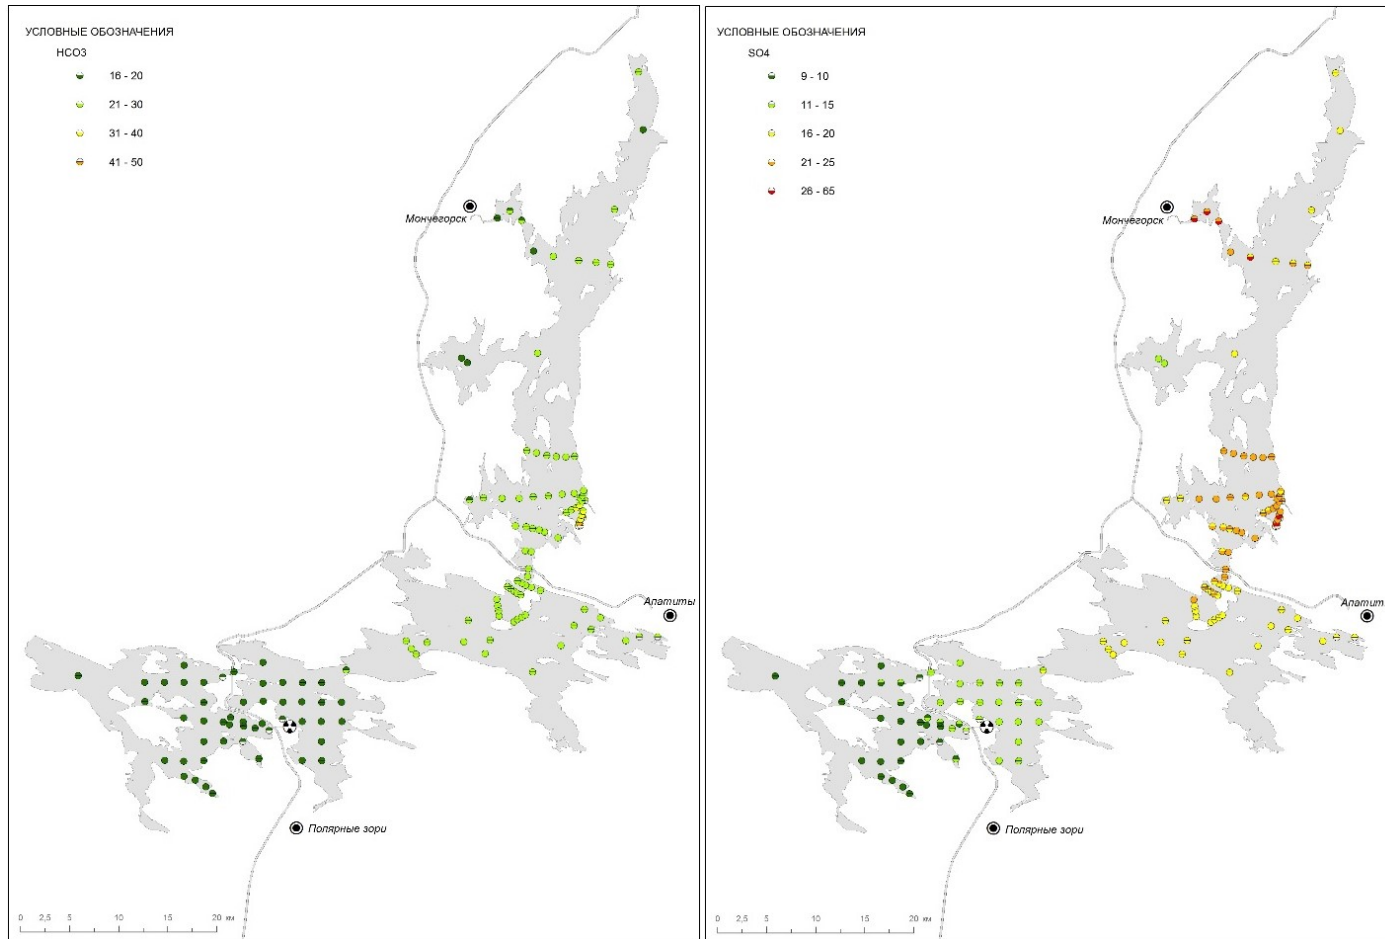 УСЛОВНЫЕ ОБОЗНАЧЕНИЯ
HCO3
16 - 20
21 - 30
31 - 40
41 - 50
Мончегорск
Апатиты
Полярные зори
0 2,5 5 10 15 20 км
УСЛОВНЫЕ ОБОЗНАЧЕНИЯ
SO4
9 - 10
11 - 15
16 - 20
21 - 25
26 - 65
Мончегорск
Апатиты
Полярные зори
0 2,5 5 10 15 20 км